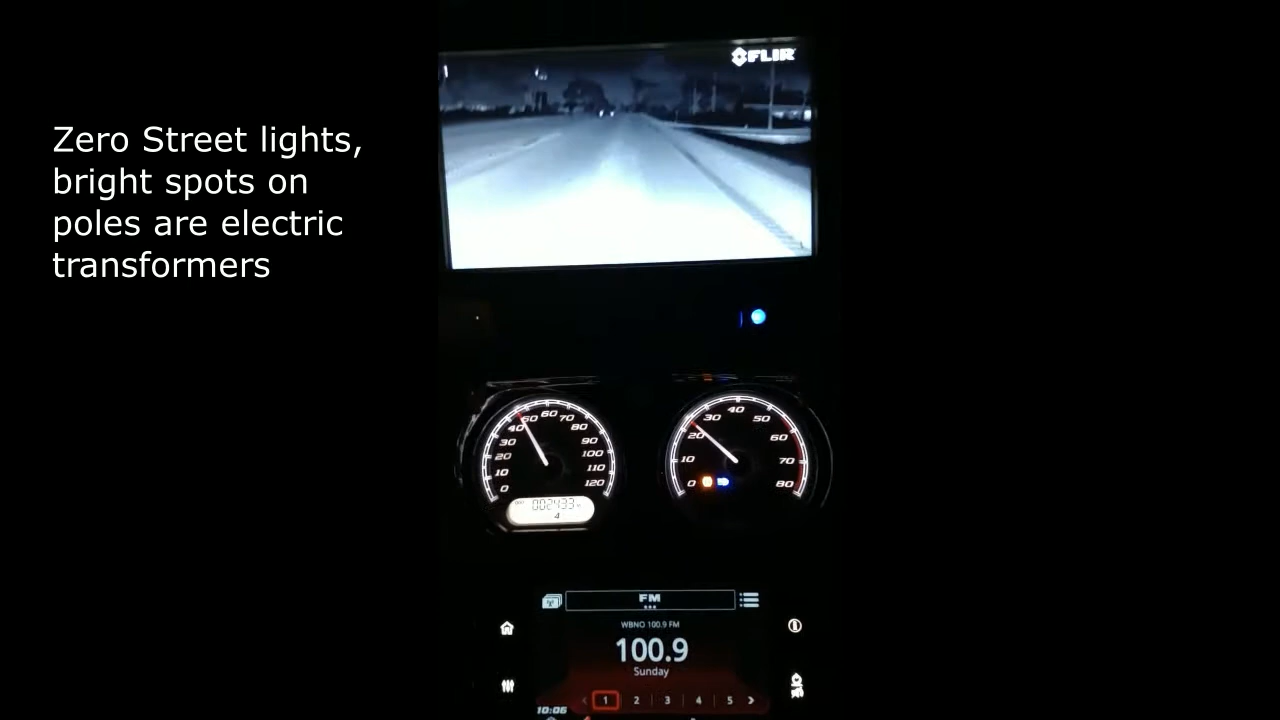 FLIR
Zero Street lights,
bright spots on
poles are electric
transformers
0 10 20 30 40 50 60 70 80 90 100 110 120
0 10 20 30 40 50 60 70 80
002433
4
FM
WBNO 100.9 FM
100.9
Sunday
1 2 3 4 5
10:06